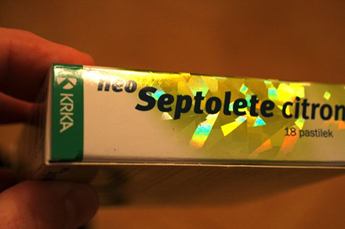 KRKA
neo Septolete citron
18 pastilek